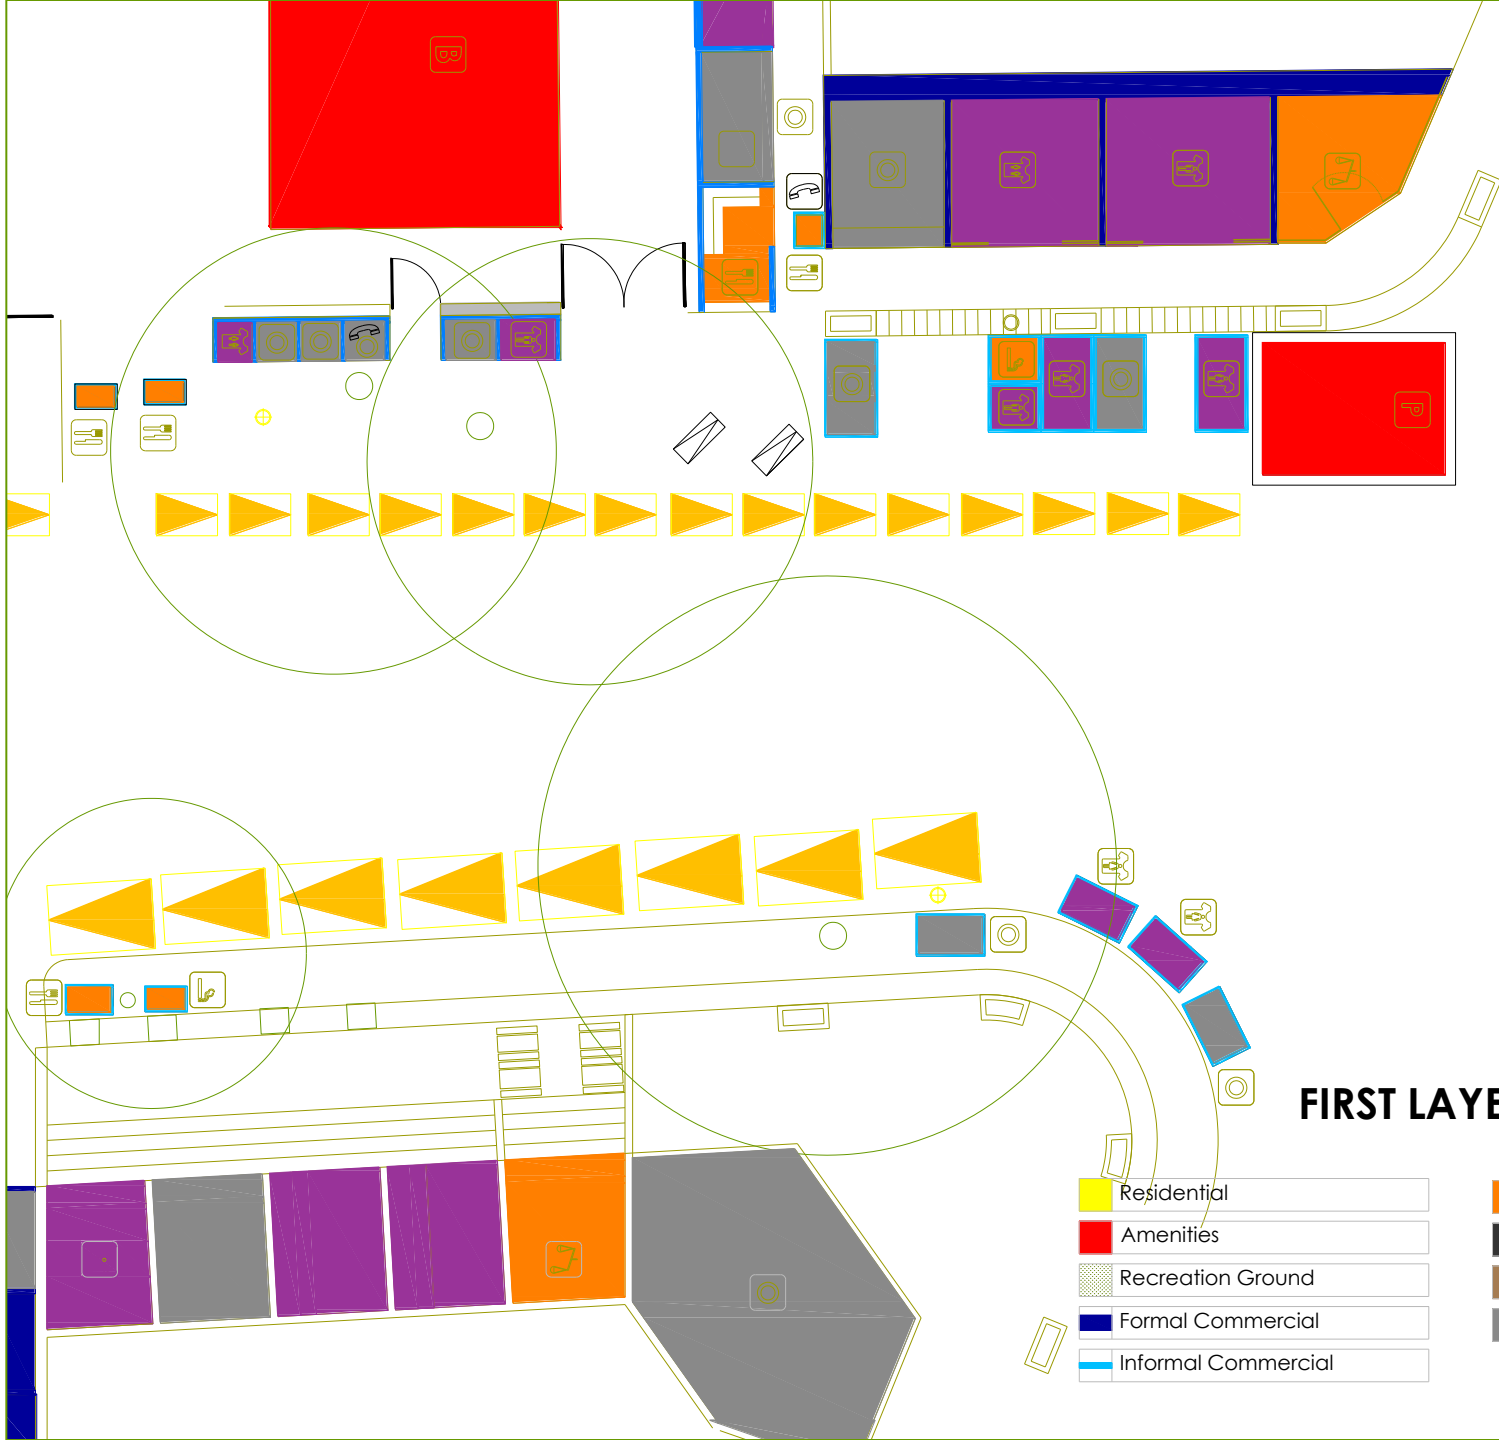 B
P
FIRST LAYE
Residential
Amenities
Recreation Ground
Formal Commercial
Informal Commercial